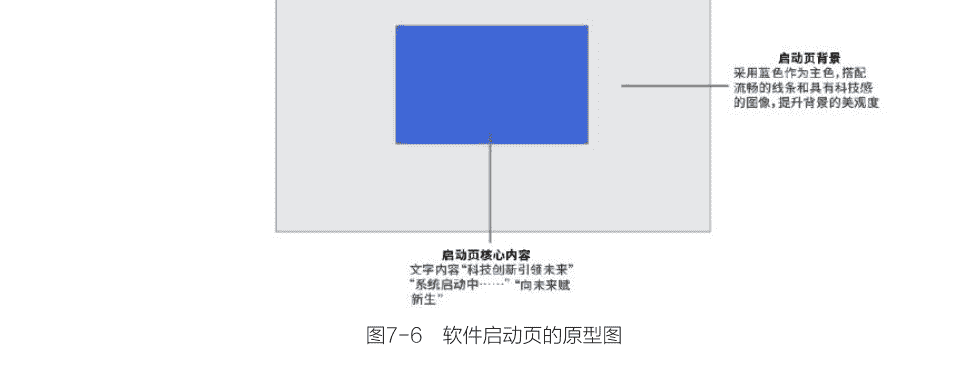 启动页背景
采用蓝色作为主色,搭配
流畅的线条和具有科技感
的图像,提升背景的美观度
启动页核心内容
文字内容“科技创新引领未来”
“系统启动中……”“向未来赋
新生”
图7-6 软件启动页的原型图